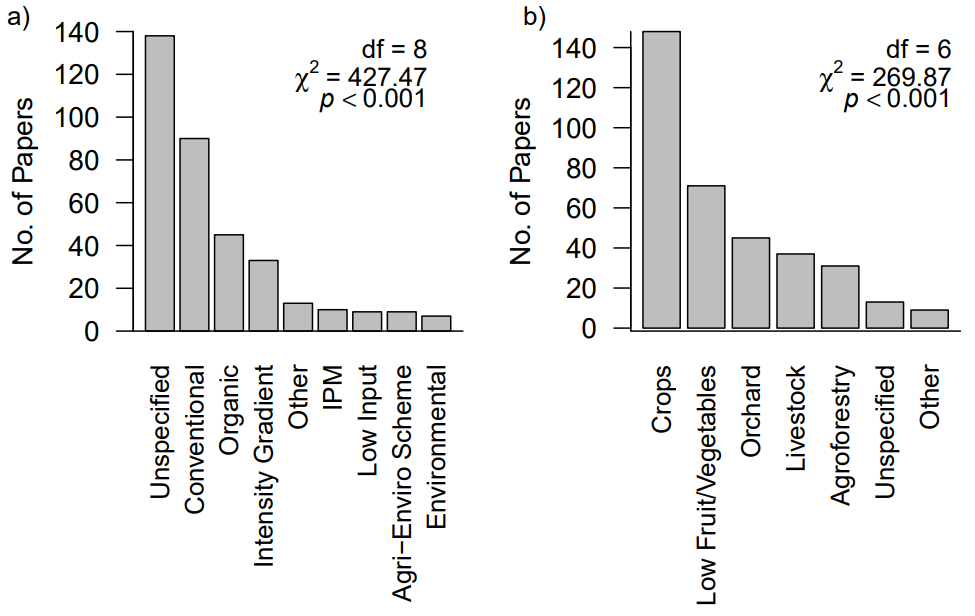 a)
No. of Papers
140
120
100
80
60
40
20
0
df = 8
χ² = 427.47
p < 0.001
Unspecified
Conventional
Organic
Intensity Gradient
Other
IPM
Low Input
Agri−Enviro Scheme
Environmental
b)
No. of Papers
140
120
100
80
60
40
20
0
df = 6
χ² = 269.87
p < 0.001
Crops
Low Fruit/Vegetables
Orchard
Livestock
Agroforestry
Unspecified
Other